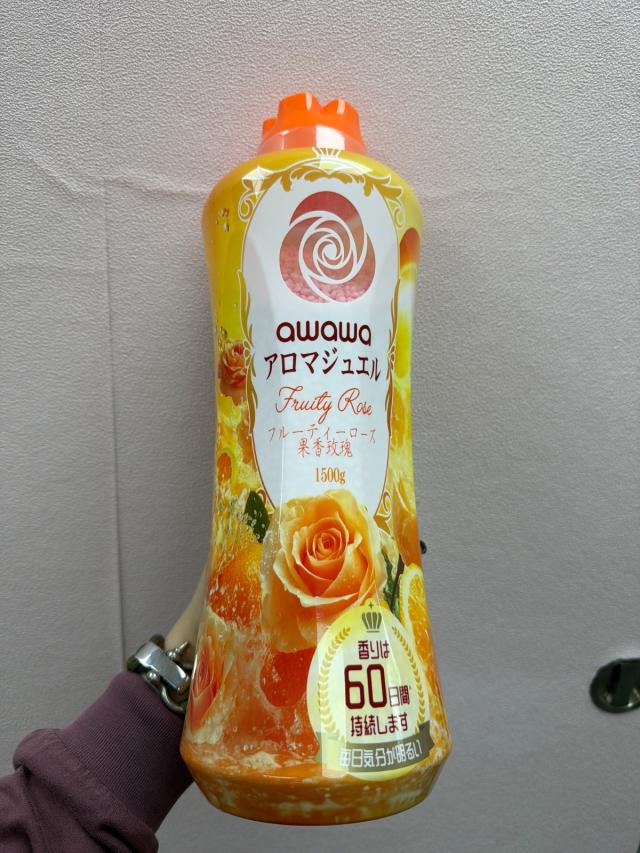 awawa
アロマジュエル
Fruity Rose
フルーティーローズ
果香玫瑰
1500g
香りは
60日間
持続します
毎日気分が明るい